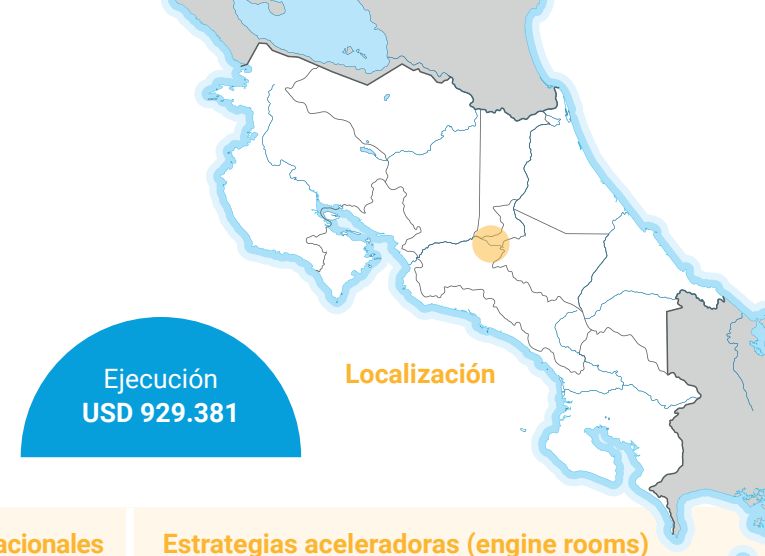 Ejecución
USD 929.381
Localización
acionales
Estrategias aceleradoras (engine rooms)